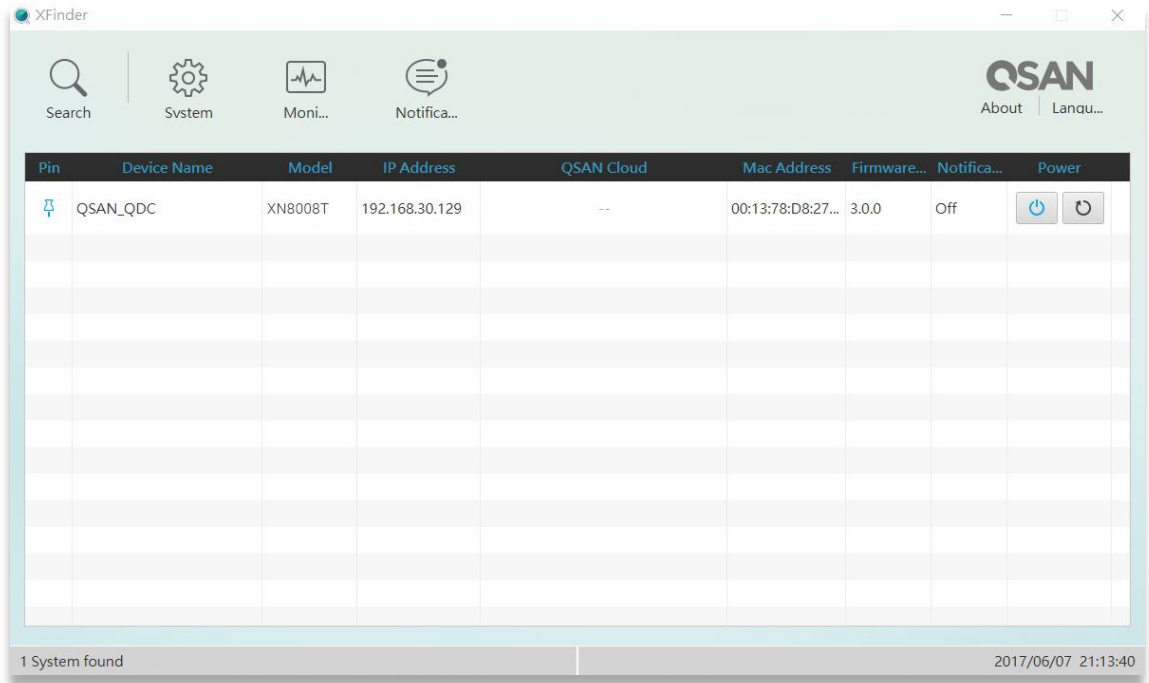 XFinder
QSAN
Search System Moni... Notifica... About Langu...
Pin Device Name Model IP Address QSAN Cloud Mac Address Firmware... Notifica... Power
QSAN_QDC XN8008T 192.168.30.129 -- 00:13:78:D8:27... 3.0.0 Off
1 System found 2017/06/07 21:13:40